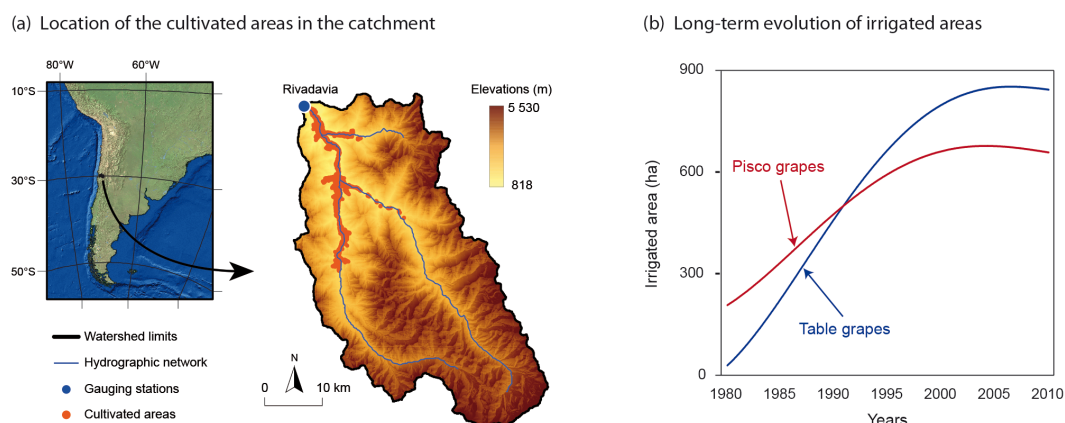 (a) Location of the cultivated areas in the catchment
80°W 60°W
10°S
30°S
50°S
Rivadavia
Elevations (m)
5 530
818
Watershed limits
Hydrographic network
Gauging stations
Cultivated areas
N
0 10 km
(b) Long-term evolution of irrigated areas
Irrigated area (ha)
900
600
300
0
Pisco grapes
Table grapes
1980 1985 1990 1995 2000 2005 2010
Years